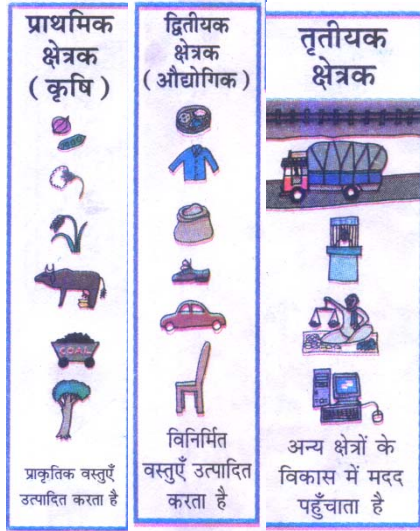 प्राथमिक
क्षेत्रक
( कृषि )
COAL
प्राकृतिक वस्तुएँ
उत्पादित करता है
द्वितीयक
क्षेत्रक
( औद्योगिक )
विनिर्मित
वस्तुएँ उत्पादित
करता है
तृतीयक
क्षेत्रक
अन्य क्षेत्रों के
विकास में मदद
पहुँचाता है